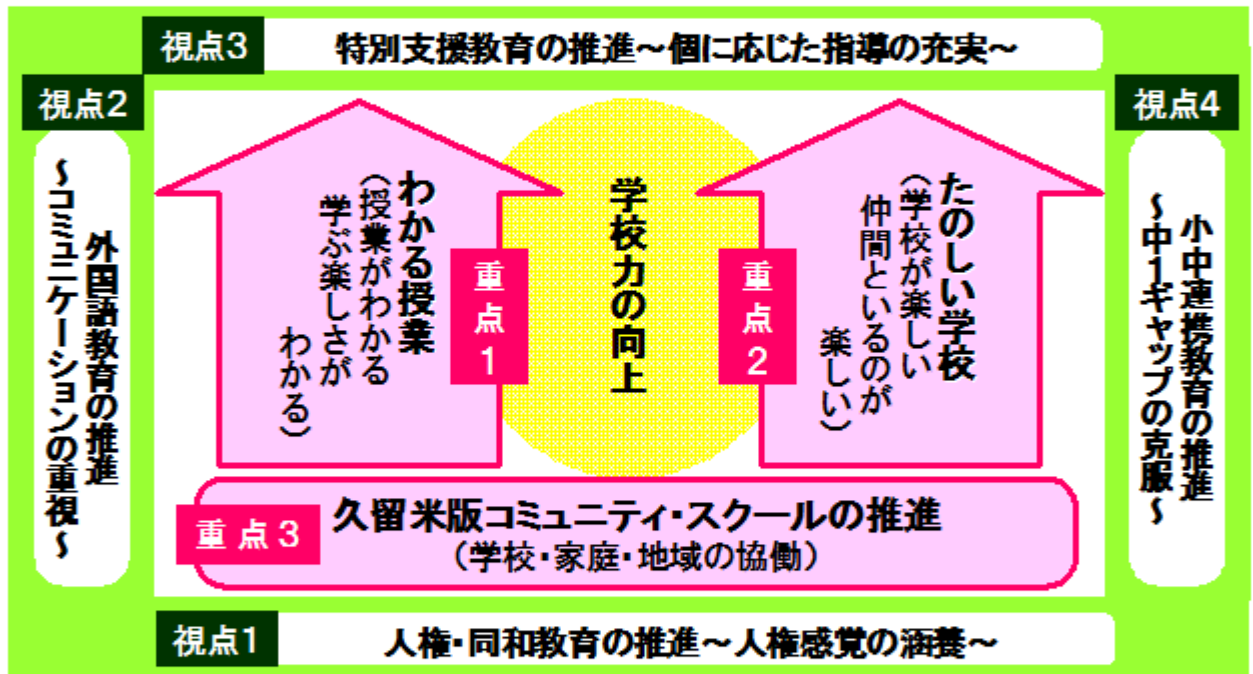 視点3
特別支援教育の推進～個に応じた指導の充実～
視点2
外国語教育の推進
～コミュニケーションの重視～
視点4
小中連携教育の推進
～中1ギャップの克服～
わかる授業
（授業がわかる
学ぶ楽しさが
わかる）
重点1
学校力の向上
たのしい学校
（学校が楽しい
仲間といるのが
楽しい）
重点2
重点3
久留米版コミュニティ・スクールの推進
（学校・家庭・地域の協働）
視点1
人権・同和教育の推進～人権感覚の涵養～